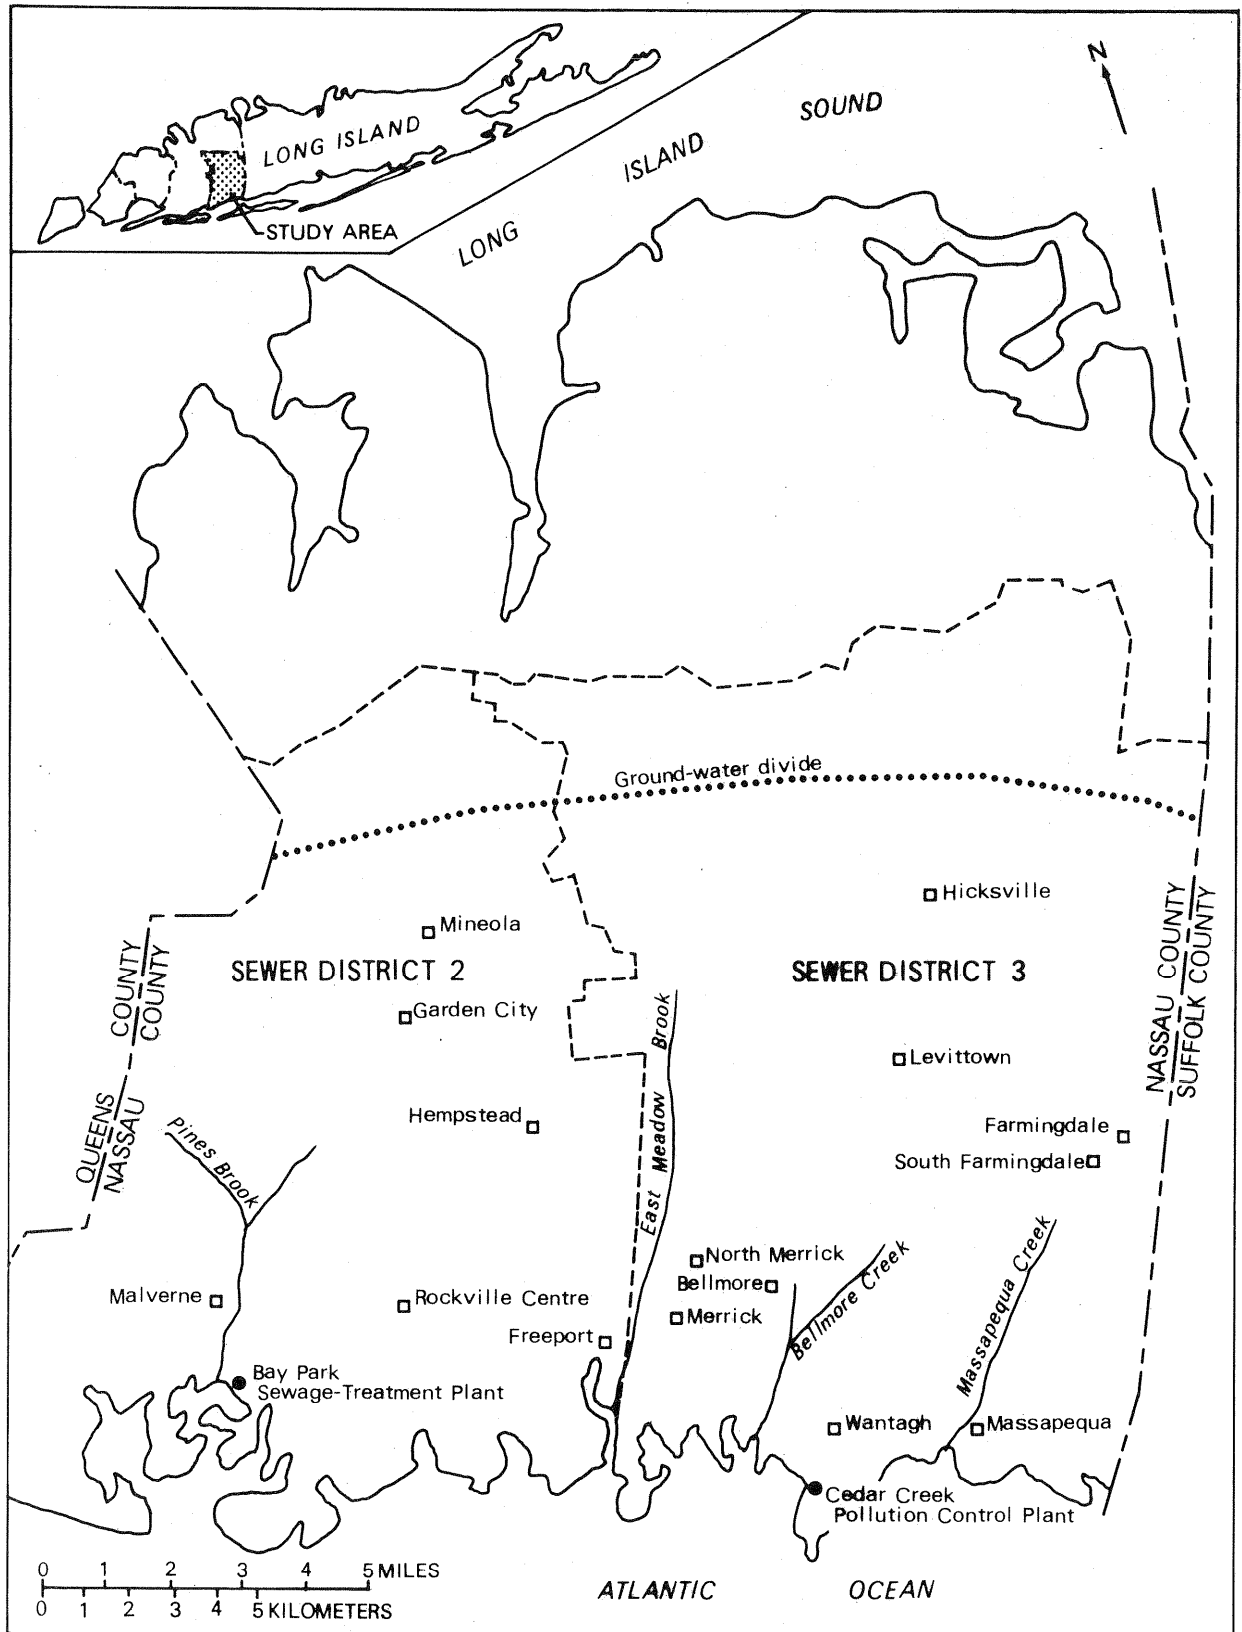 N
SOUND
ISLAND
LONG
LONG ISLAND
STUDY AREA
Ground-water divide
Hicksville
Mineola
SEWER DISTRICT 2
SEWER DISTRICT 3
Garden City
Brook
Meadow
East
Levittown
Hempstead
Farmingdale
South Farmingdale
QUEENS COUNTY
NASSAU COUNTY
NASSAU COUNTY
SUFFOLK COUNTY
Pines Brook
North Merrick
Bellmore
Merrick
Bellmore Creek
Massapequa Creek
Malverne
Rockville Centre
Freeport
Bay Park
Sewage-Treatment Plant
Wantagh
Massapequa
Cedar Creek
Pollution Control Plant
0 1 2 3 4 5 MILES
0 1 2 3 4 5 KILOMETERS
ATLANTIC OCEAN